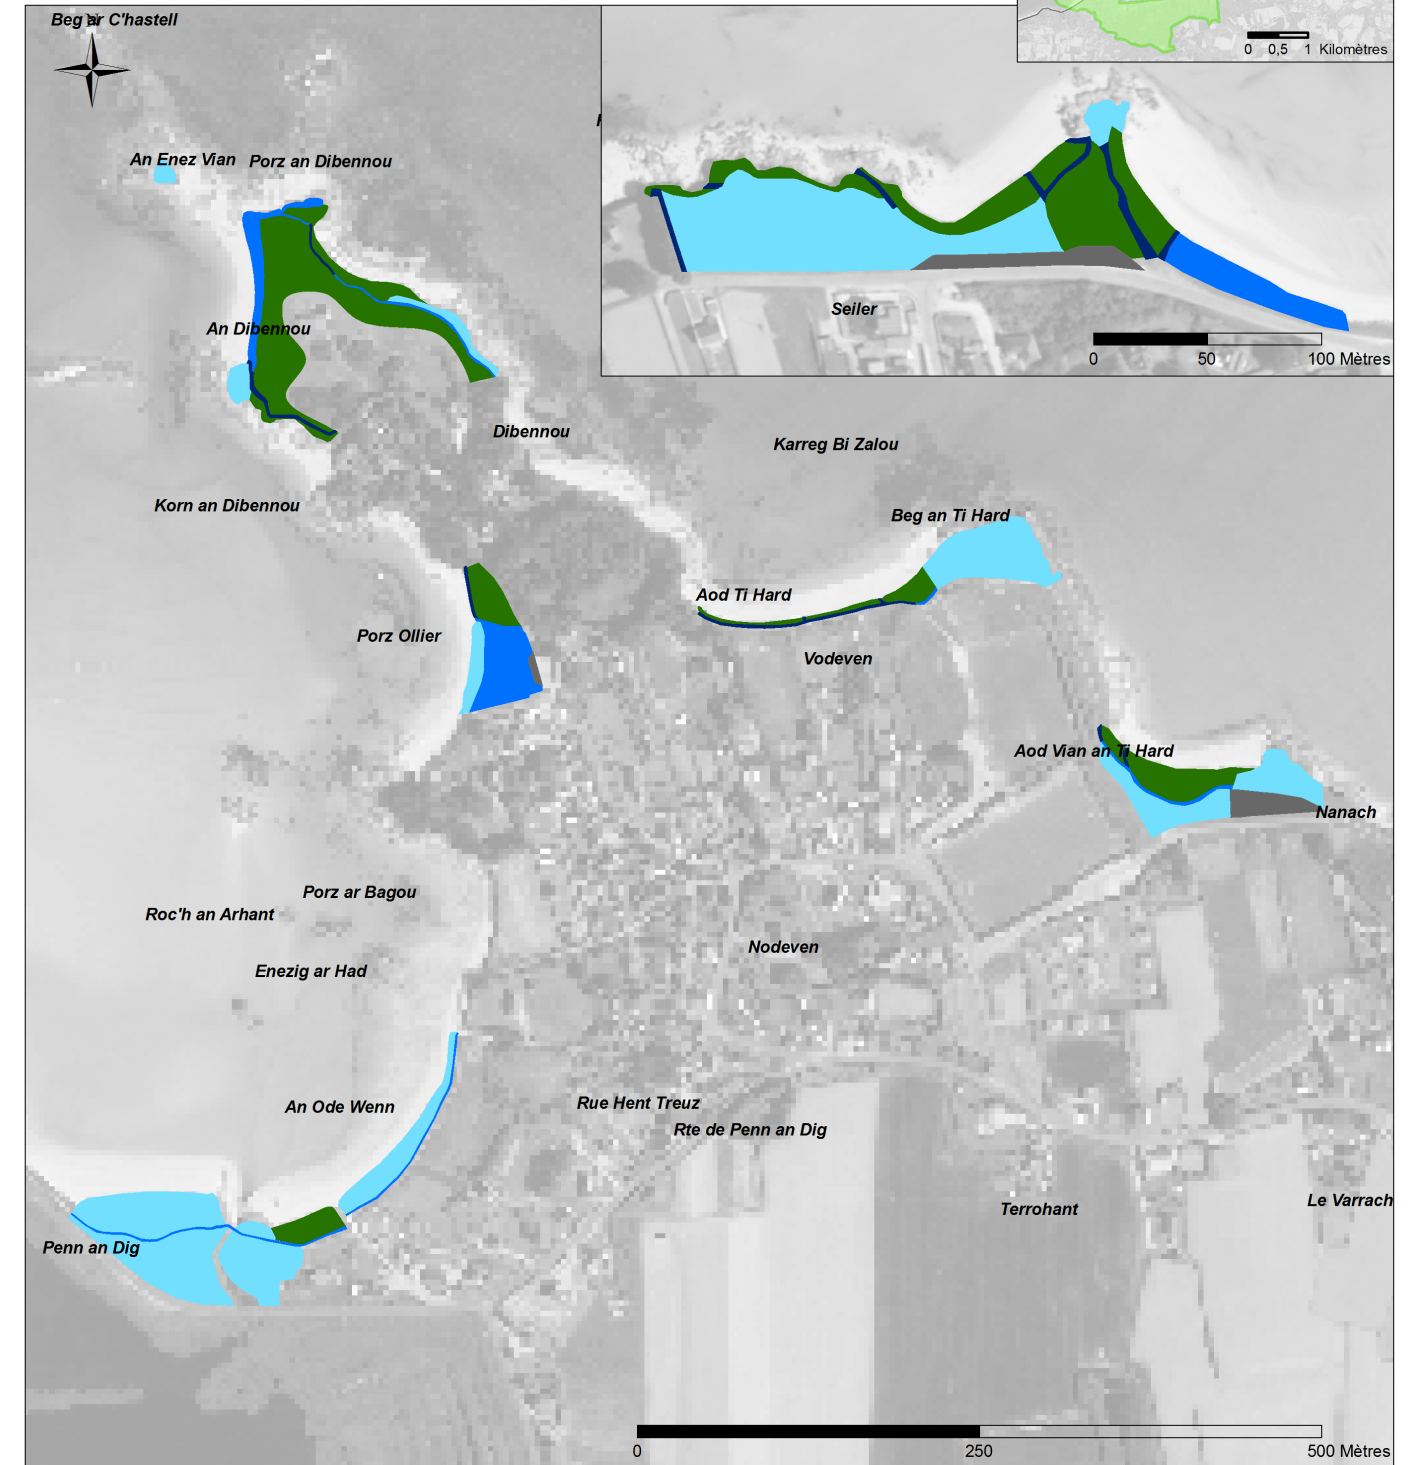 Beg ar C'hastell
0 0,5 1 Kilomètres
An Enez Vian
Porz an Dibennou
Seiler
An Dibennou
0 50 100 Mètres
Dibennou
Karreg Bi Zalou
Korn an Dibennou
Beg an Ti Hard
Aod Ti Hard
Porz Ollier
Vodeven
Aod Vian an Ti Hard
Nanach
Porz ar Bagou
Roc'h an Arhant
Nodeven
Enezig ar Had
An Ode Wenn
Rue Hent Treuz
Rte de Penn an Dig
Le Varrach
Terrohant
Penn an Dig
0 250 500 Mètres